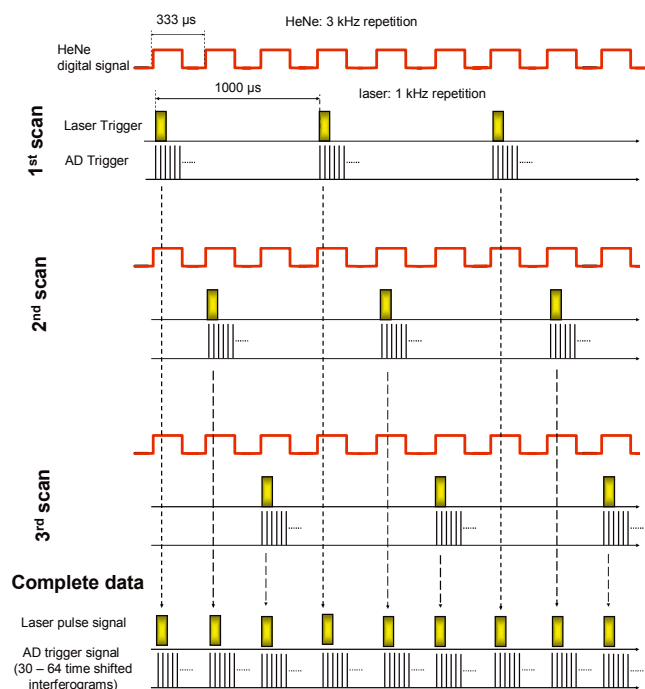 333 µs
HeNe: 3 kHz repetition
HeNe
digital signal
1000 µs
laser: 1 kHz repetition
1st scan
Laser Trigger
AD Trigger
......
......
......
2nd scan
......
......
......
3rd scan
......
......
......
Complete data
Laser pulse signal
AD trigger signal
(30 – 64 time shifted
interferograms)
......
......
......
......
......
......
......
......
......